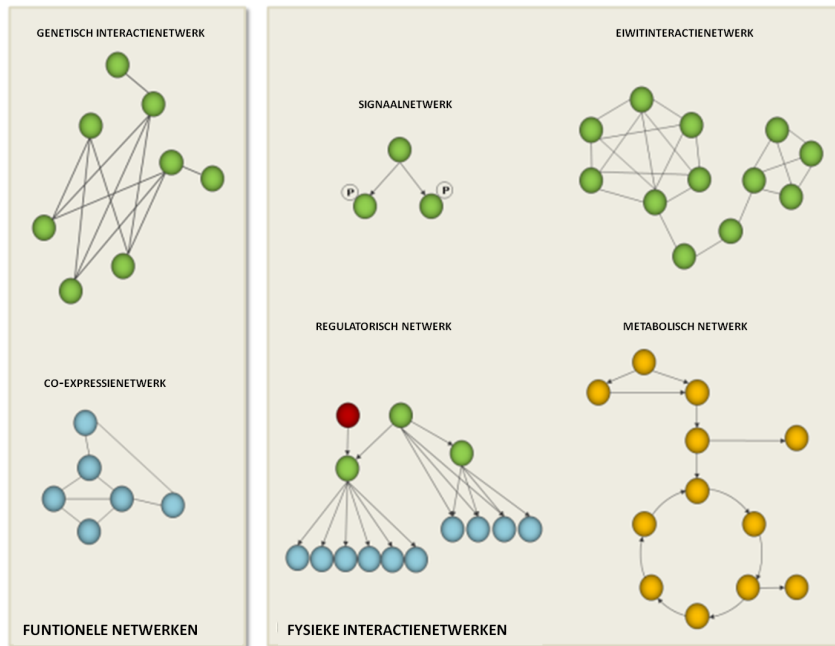 GENETISCH INTERACTIENETWERK
CO-EXPRESSIENETWERK
FUNTIONELE NETWERKEN
SIGNAALNETWERK
P
P
EIWITINTERACTIENETWERK
REGULATORISCH NETWERK
METABOLISCH NETWERK
FYSIEKE INTERACTIENETWERKEN